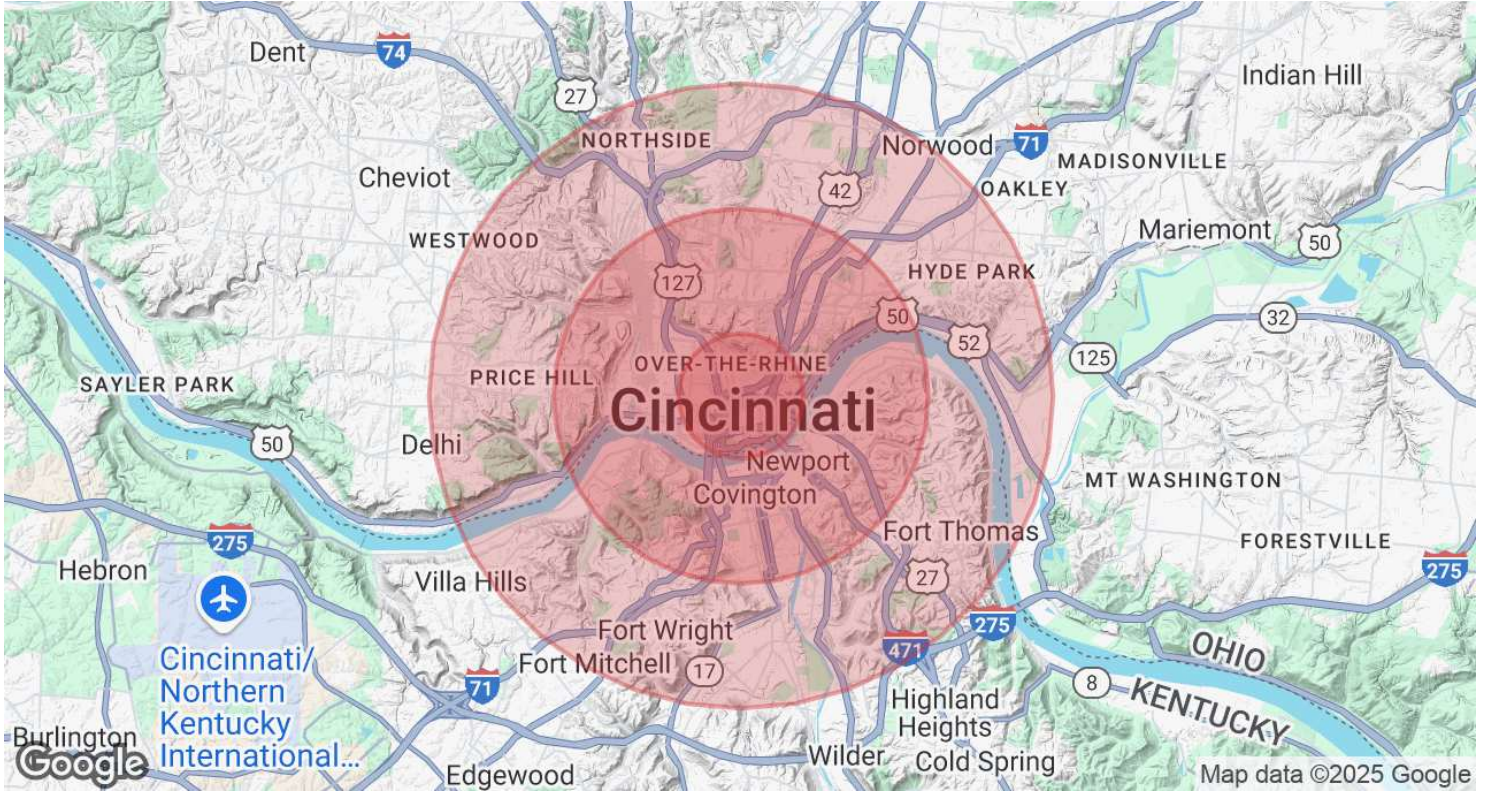 Dent
74
Indian Hill
27
NORTHSIDE
Norwood
71
MADISONVILLE
Cheviot
42
OAKLEY
WESTWOOD
Mariemont
50
127
HYDE PARK
50
32
52
OVER-THE-RHINE
125
SAYLER PARK
PRICE HILL
Cincinnati
50
Delhi
Newport
Covington
MT WASHINGTON
275
Fort Thomas
FORESTVILLE
Hebron
Villa Hills
27
275
275
Fort Wright
OHIO
471
Cincinnati/
Northern
Kentucky
International...
Fort Mitchell
17
71
8
KENTUCKY
Highland
Heights
Burlington
Wilder
Cold Spring
Google
Edgewood
Map data ©2025 Google